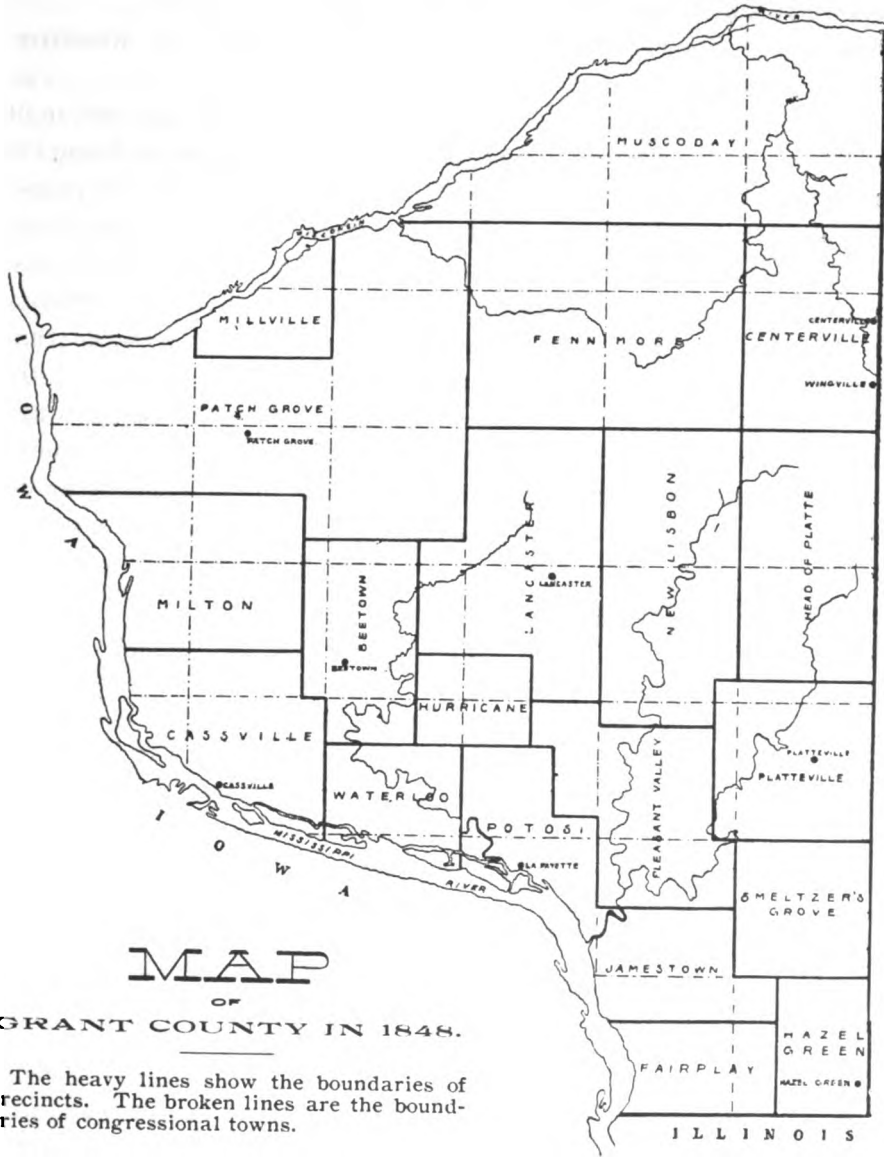 RIVER
MUSCODAY
WISCONSIN
MILLVILLE
FENNIMORE
CENTERVILLE
CENTERVILLE
WINGVILLE
PATCH GROVE
PATCH GROVE
IOWA
LANCASTER
NEW LISBON
HEAD OF PLATTE
LANCASTER
MILTON
BEETOWN
BEETOWN
HURRICANE
CASSVILLE
CASSVILLE
PLATTEVILLE
PLATTEVILLE
PLEASANT VALLEY
WATERLOO
POTOSI
LA PAYETTE
IOWA
MISSISSIPPI
RIVER
SMELTZER'S
GROVE
JAMESTOWN
HAZEL
GREEN
FAIRPLAY
HAZEL GREEN
ILLINOIS
MAP
OF
GRANT COUNTY IN 1848.
The heavy lines show the boundaries of
recincts. The broken lines are the bound-
ries of congressional towns.